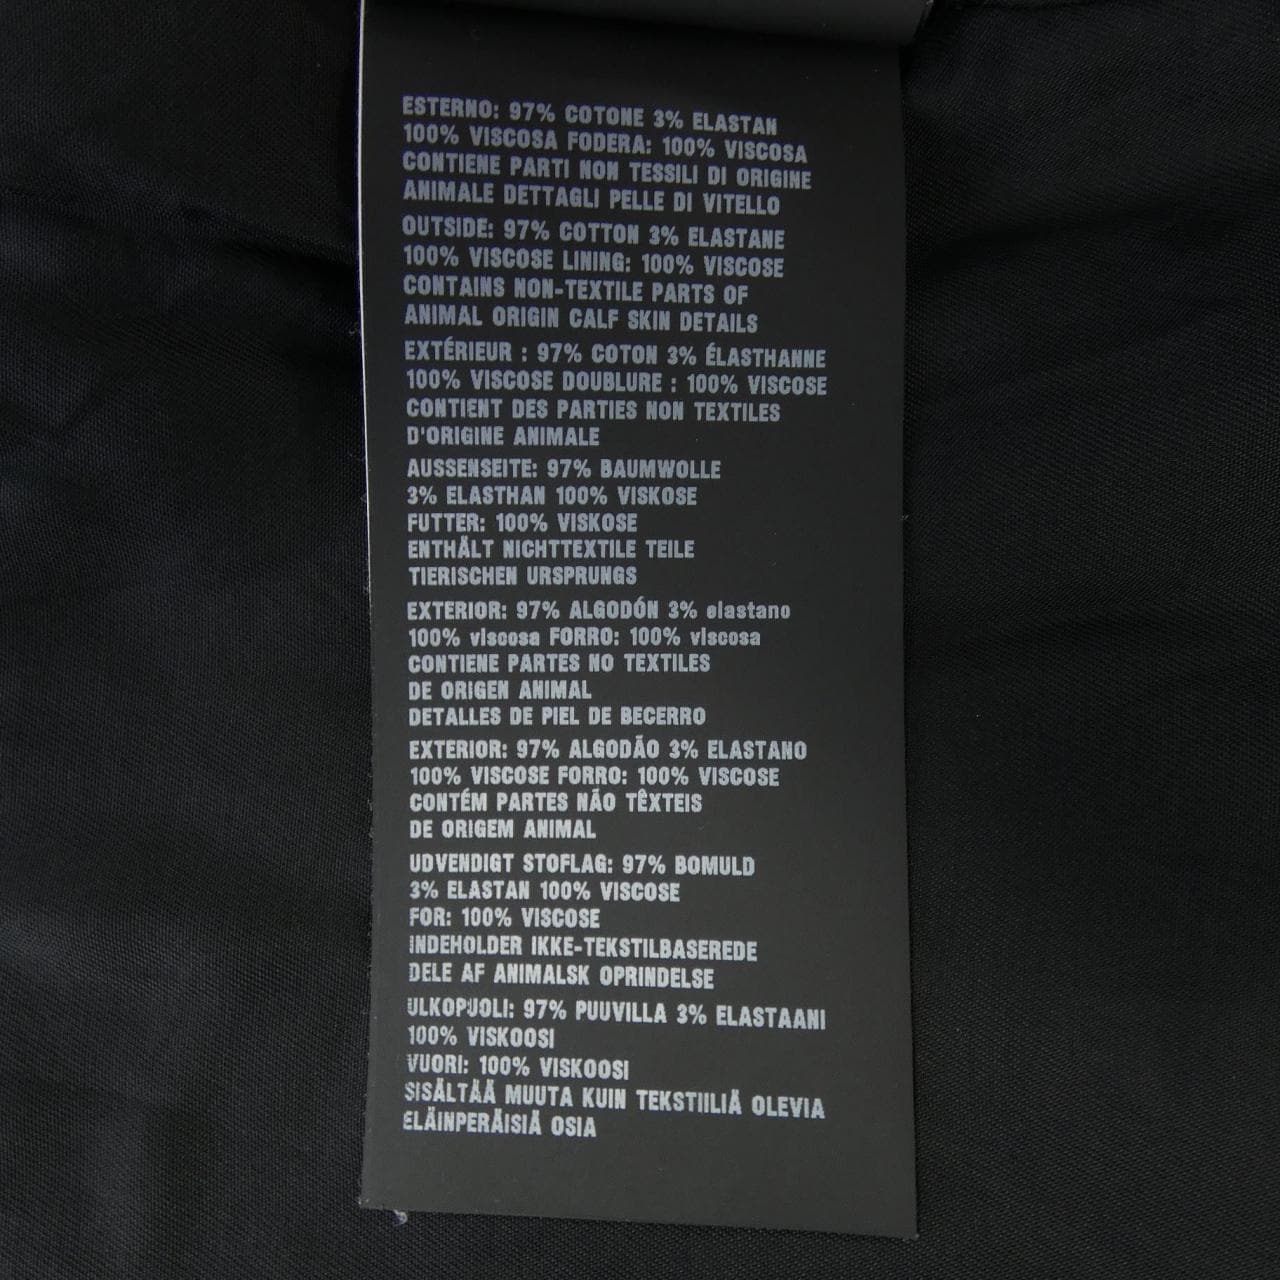 ESTERNO: 97% COTONE 3% ELASTAN
100% VISCOSA FODERA: 100% VISCOSA
CONTIENE PARTI NON TESSILI DI ORIGINE
ANIMALE DETTAGLI PELLE DI VITELLO
OUTSIDE: 97% COTTON 3% ELASTANE
100% VISCOSE LINING: 100% VISCOSE
CONTAINS NON-TEXTILE PARTS OF
ANIMAL ORIGIN CALF SKIN DETAILS
EXTÉRIEUR : 97% COTON 3% ÉLASTHANNE
100% VISCOSE DOUBLURE : 100% VISCOSE
CONTIENT DES PARTIES NON TEXTILES
D'ORIGINE ANIMALE
AUSSENSEITE: 97% BAUMWOLLE
3% ELASTHAN 100% VISKOSE
FUTTER: 100% VISKOSE
ENTHÄLT NICHTTEXTILE TEILE
TIERISCHEN URSPRUNGS
EXTERIOR: 97% ALGODÓN 3% elastano
100% viscosa FORRO: 100% viscosa
CONTIENE PARTES NO TEXTILES
DE ORIGEN ANIMAL
DETALLES DE PIEL DE BECERRO
EXTERIOR: 97% ALGODÃO 3% ELASTANO
100% VISCOSE FORRO: 100% VISCOSE
CONTÉM PARTES NÃO TÊXTEIS
DE ORIGEM ANIMAL
UDVENDIGT STOFLAG: 97% BOMULD
3% ELASTAN 100% VISCOSE
FOR: 100% VISCOSE
INDEHOLDER IKKE-TEKSTILBASEREDE
DELE AF ANIMALSK OPRINDELSE
ULKOPUOLI: 97% PUUVILLA 3% ELASTAANI
100% VISKOOSI
VUORI: 100% VISKOOSI
SISÄLTÄÄ MUUTA KUIN TEKSTIILIÄ OLEVIA
ELÄINPERÄISIÄ OSIA